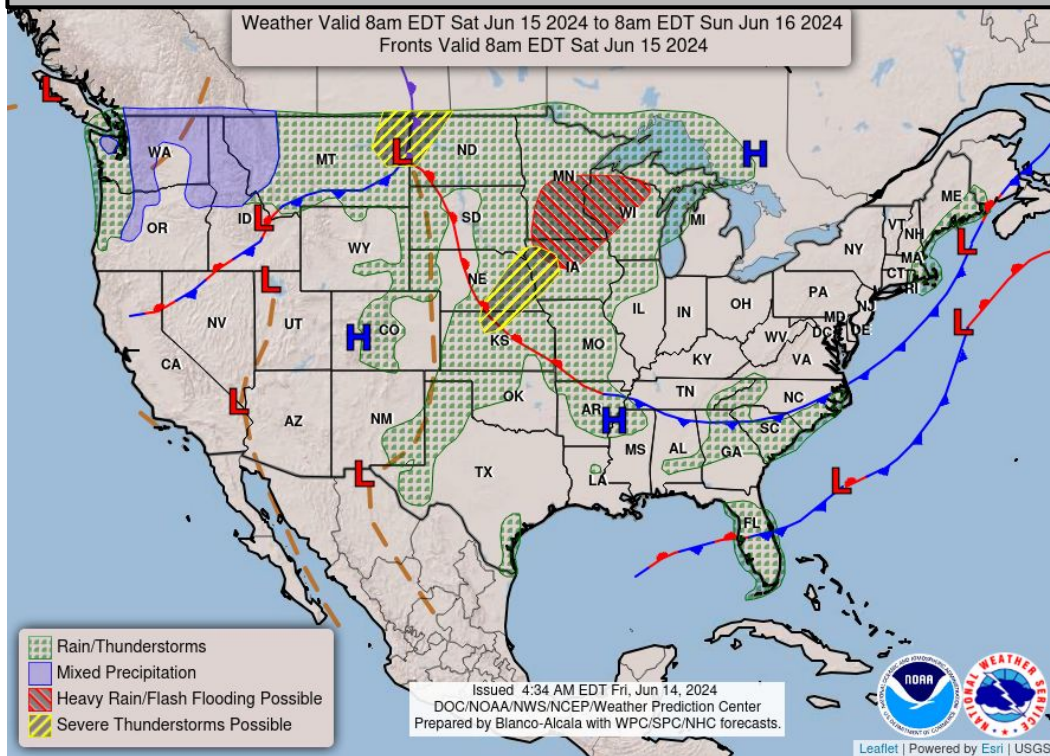 Weather Valid 8am EDT Sat Jun 15 2024 to 8am EDT Sun Jun 16 2024
Fronts Valid 8am EDT Sat Jun 15 2024
L
WA
MT
L
ND
MN
H
ME
OR
ID
L
SD
WI
MI
VT
NH
L
WY
NY
MA
L
NE
IA
CT
RI
PA
NV
UT
H
CO
IL
IN
OH
NJ
MD
DE
DC
L
KS
MO
WV
VA
CA
KY
L
AZ
NM
OK
AR
H
TN
NC
SC
MS
AL
GA
L
TX
LA
L
FL
Rain/Thunderstorms
Mixed Precipitation
Heavy Rain/Flash Flooding Possible
Severe Thunderstorms Possible
Issued 4:34 AM EDT Fri, Jun 14, 2024
DOC/NOAA/NWS/NCEP/Weather Prediction Center
Prepared by Blanco-Alcala with WPC/SPC/NHC forecasts.
NOAA
NATIONAL WEATHER SERVICE
Leaflet | Powered by Esri | USGS